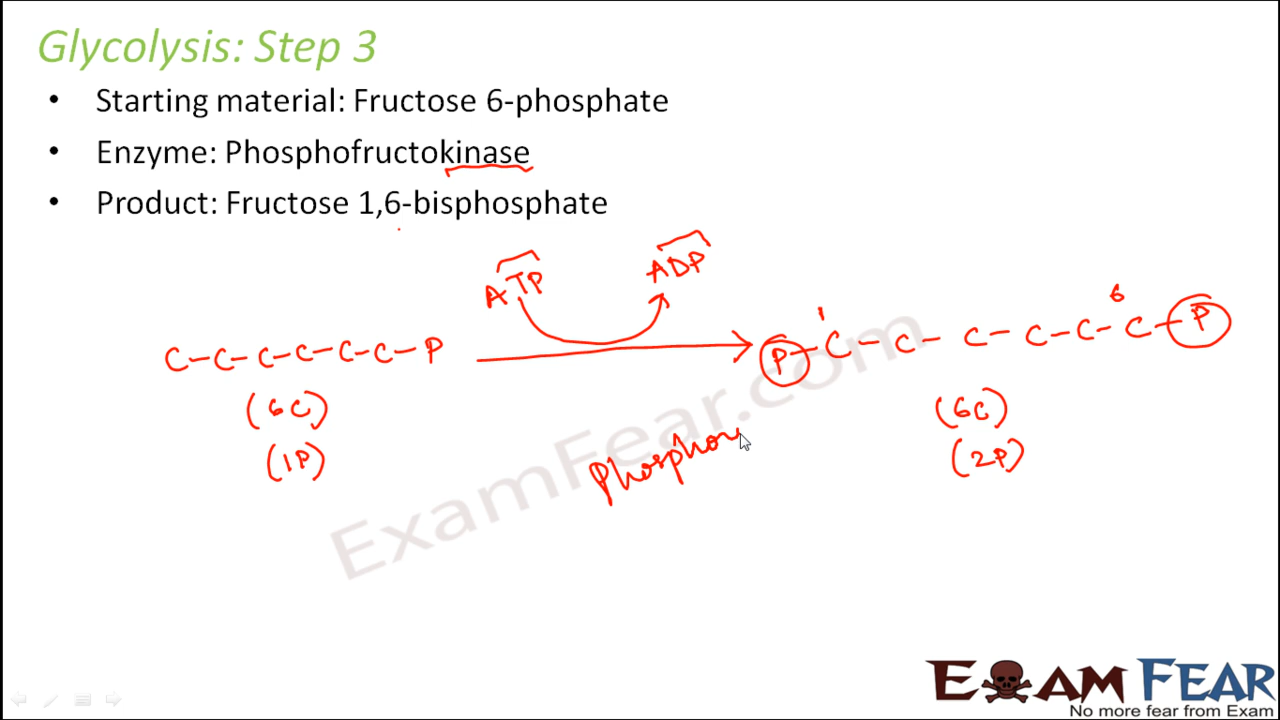 Glycolysis: Step 3
• Starting material: Fructose 6-phosphate
• Enzyme: Phosphofructokinase
• Product: Fructose 1,6-bisphosphate
ATP ADP
1 6
C-C-C-C-C-C-P
P-C-C-C-C-C-C-P
(6C) (6C)
(1P) (2P)
Phosphor
ExamFear.com
EXAM FEAR
No more fear from Exam